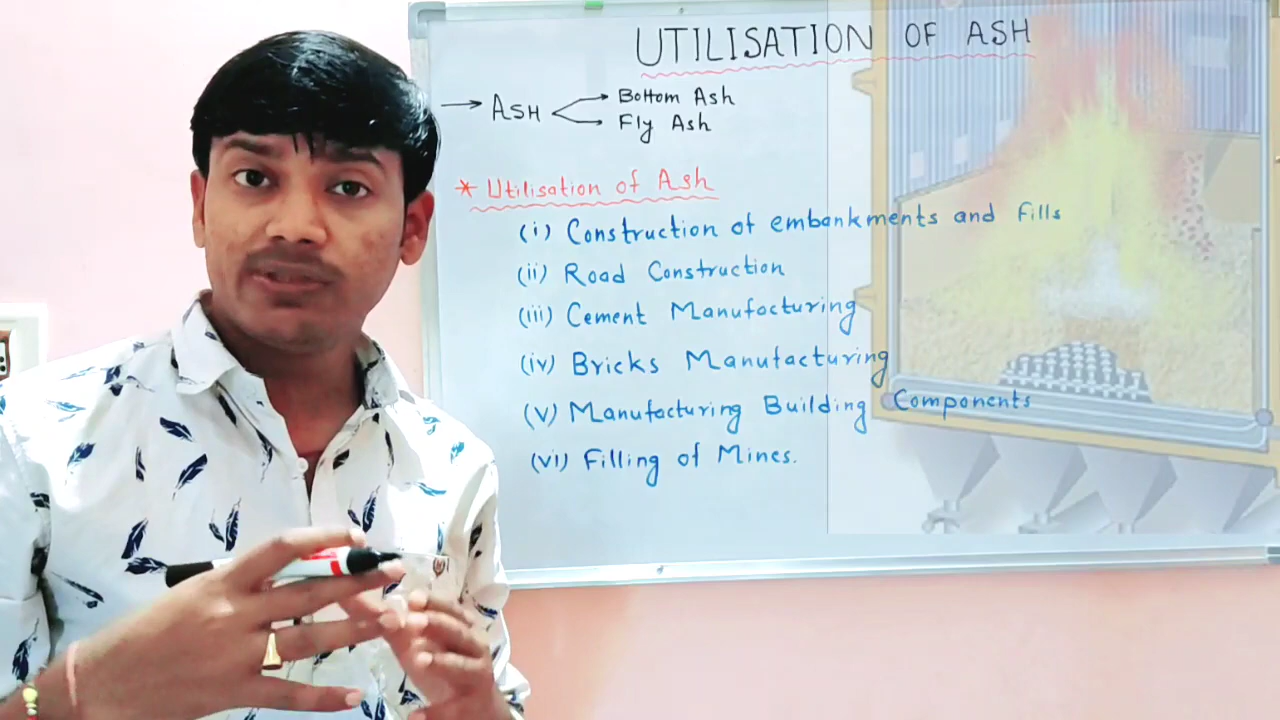 UTILISATION OF ASH
→ ASH
Bottom Ash
Fly Ash
* Utilisation of Ash
(i) Construction of embankments and fills
(ii) Road Construction
(iii) Cement Manufacturing
(iv) Bricks Manufacturing
(v) Manufacturing Building Components
(vi) Filling of Mines.